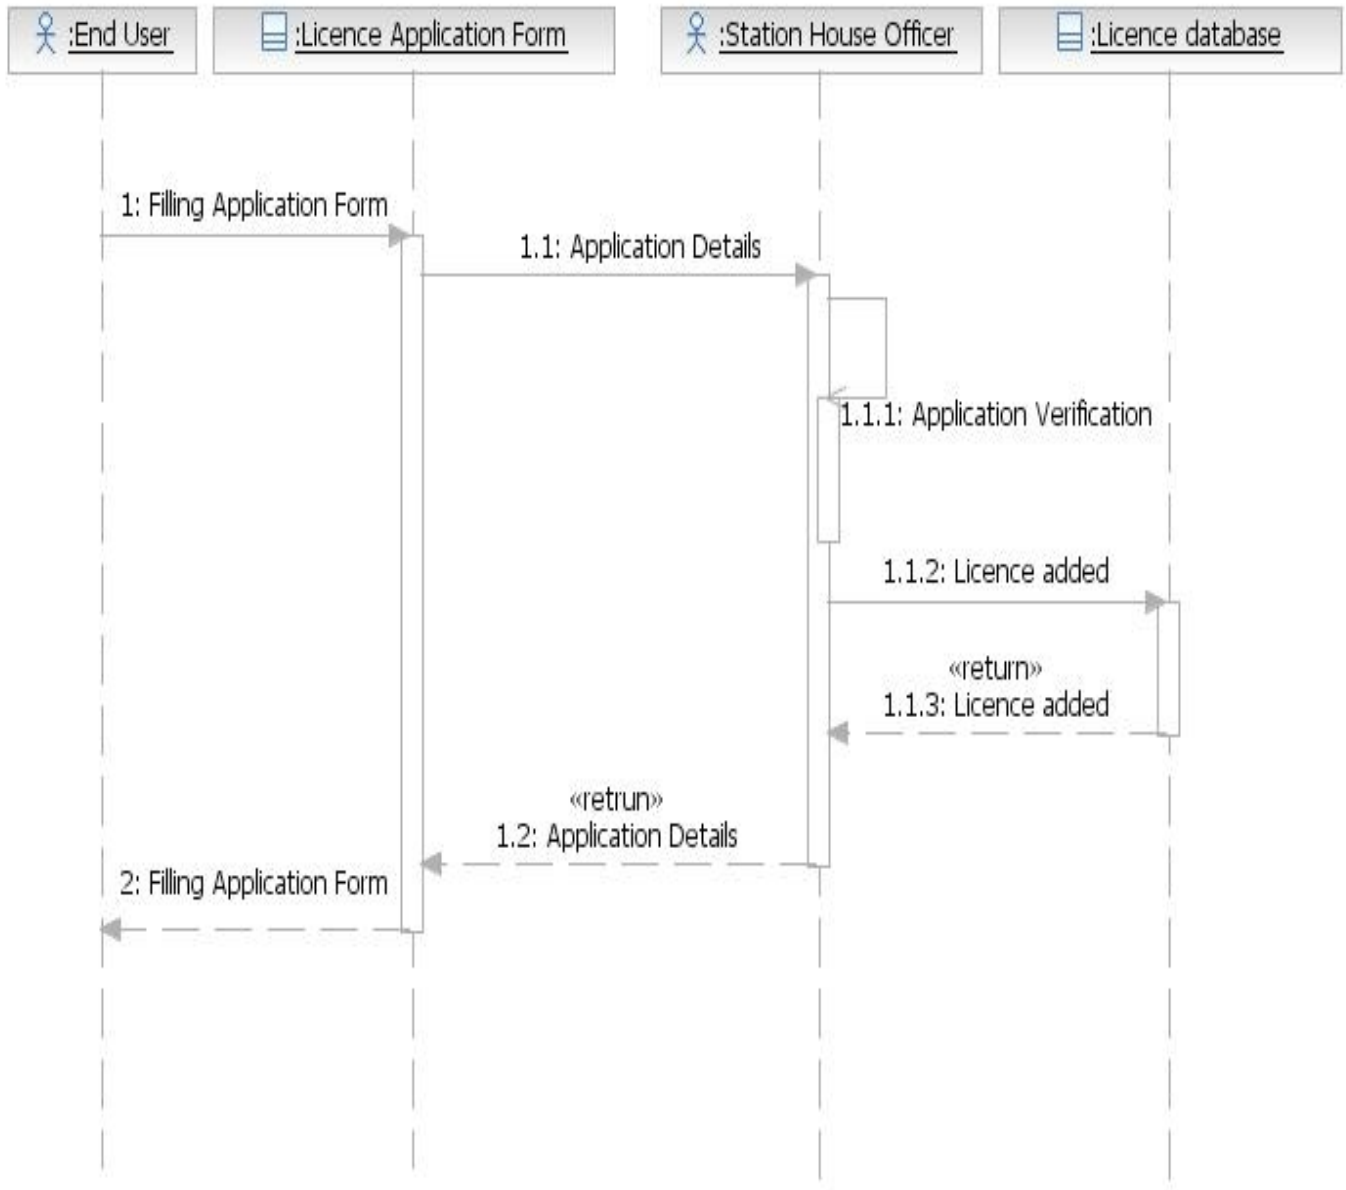 :End User
:Licence Application Form
:Station House Officer
:Licence database
1: Filling Application Form
1.1: Application Details
1.1.1: Application Verification
1.1.2: Licence added
«return»
1.1.3: Licence added
«retrun»
1.2: Application Details
2: Filling Application Form